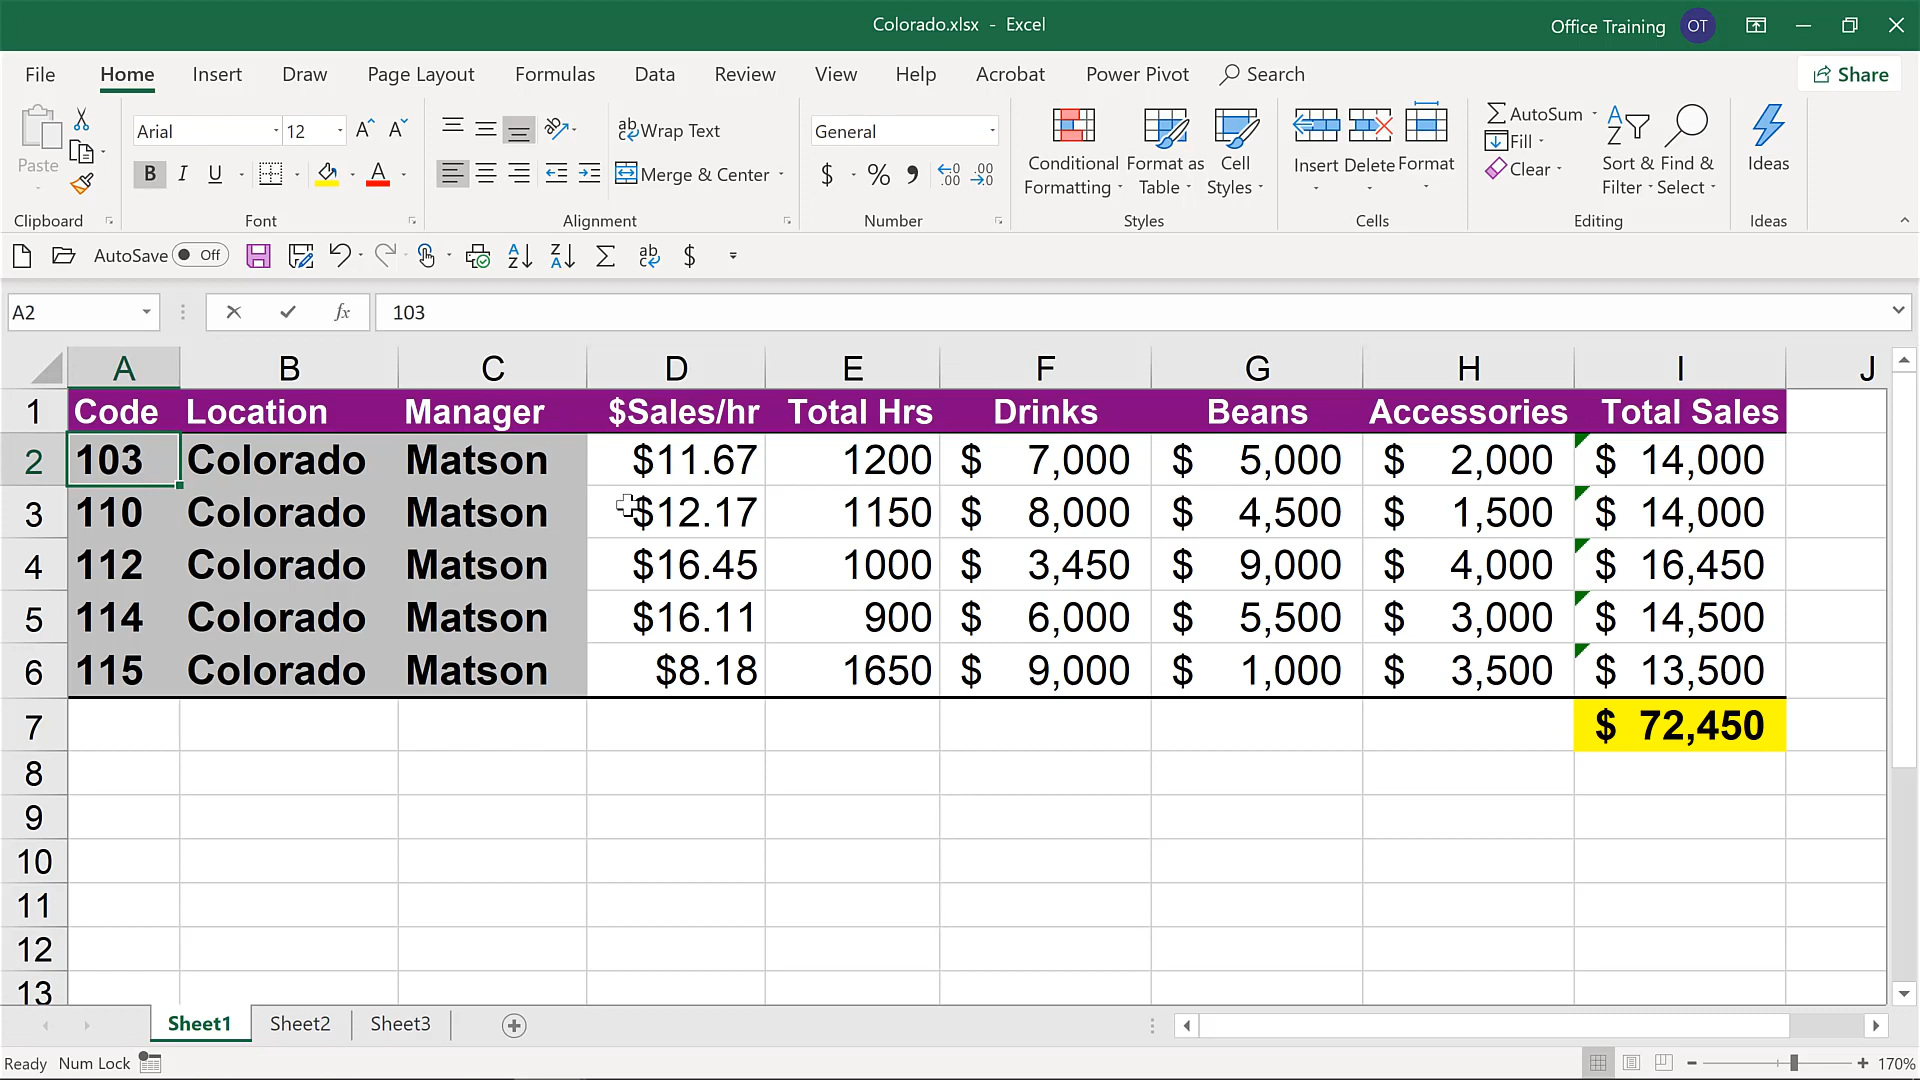 Colorado.xlsx - Excel
Office Training OT
File Home Insert Draw Page Layout Formulas Data Review View Help Acrobat Power Pivot Search Share
Paste
Clipboard
Arial 12 A A
B I U A
Font
ab Wrap Text
Merge & Center
Alignment
General
$ % , .00 .00
Number
Conditional Formatting
Format as Table
Cell Styles
Styles
Insert Delete Format
Cells
AutoSum
Fill
Clear
Sort & Filter
Find & Select
Editing
Ideas
Ideas
AutoSave Off
A2 fx 103
A B C D E F G H I J
1 Code Location Manager $Sales/hr Total Hrs Drinks Beans Accessories Total Sales
2 103 Colorado Matson $11.67 1200 $ 7,000 $ 5,000 $ 2,000 $ 14,000
3 110 Colorado Matson $12.17 1150 $ 8,000 $ 4,500 $ 1,500 $ 14,000
4 112 Colorado Matson $16.45 1000 $ 3,450 $ 9,000 $ 4,000 $ 16,450
5 114 Colorado Matson $16.11 900 $ 6,000 $ 5,500 $ 3,000 $ 14,500
6 115 Colorado Matson $8.18 1650 $ 9,000 $ 1,000 $ 3,500 $ 13,500
7 $ 72,450
8
9
10
11
12
13
Sheet1 Sheet2 Sheet3
Ready Num Lock 170%